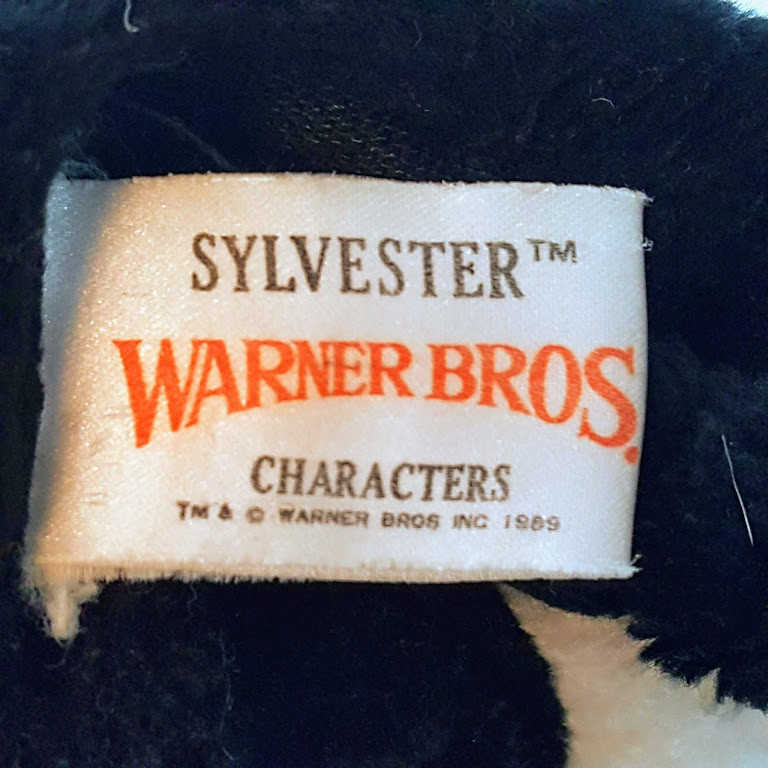 SYLVESTER™
WARNER BROS.
CHARACTERS
TM & © WARNER BROS INC 1989